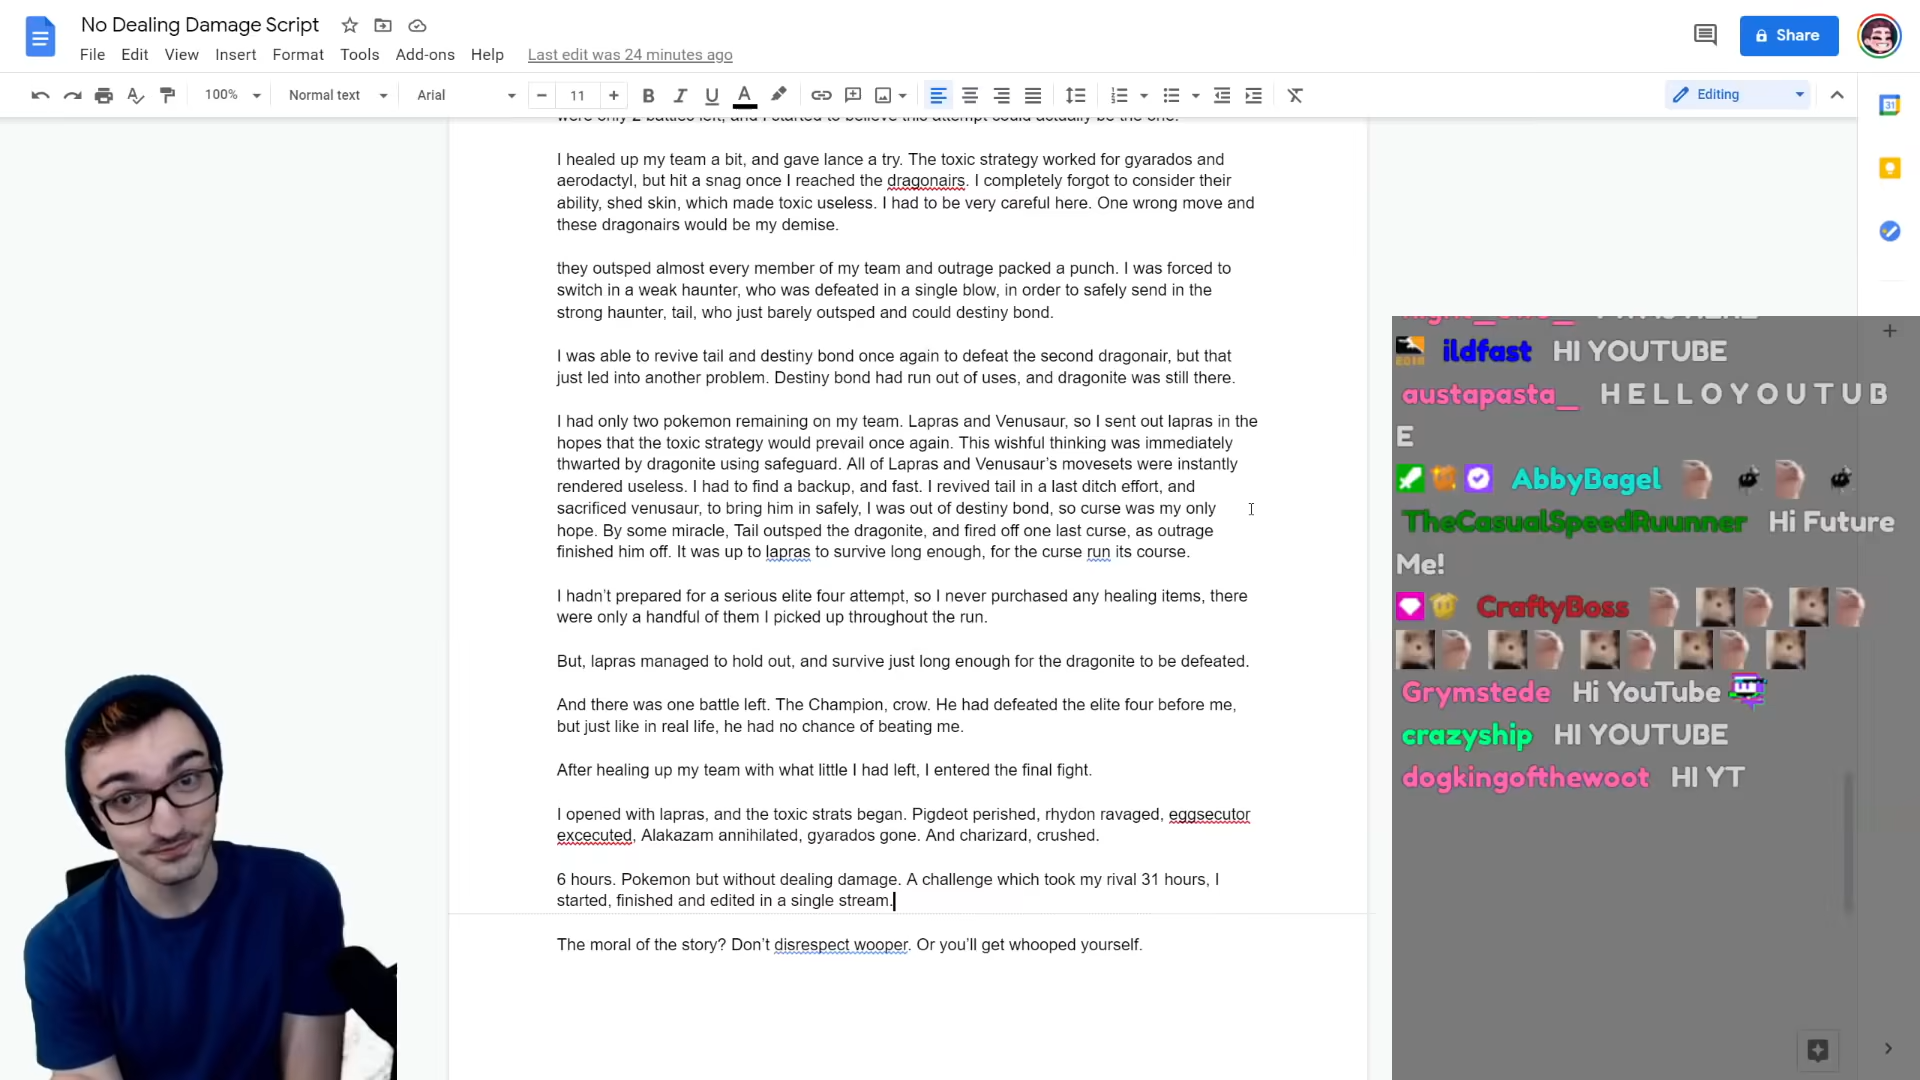 No Dealing Damage Script
File Edit View Insert Format Tools Add-ons Help Last edit was 24 minutes ago
Share
100% Normal text Arial 11 Editing
were only 2 battles left, and I started to believe this attempt could actually be the one.
I healed up my team a bit, and gave lance a try. The toxic strategy worked for gyarados and
aerodactyl, but hit a snag once I reached the dragonairs. I completely forgot to consider their
ability, shed skin, which made toxic useless. I had to be very careful here. One wrong move and
these dragonairs would be my demise.
they outsped almost every member of my team and outrage packed a punch. I was forced to
switch in a weak haunter, who was defeated in a single blow, in order to safely send in the
strong haunter, tail, who just barely outsped and could destiny bond.
I was able to revive tail and destiny bond once again to defeat the second dragonair, but that
just led into another problem. Destiny bond had run out of uses, and dragonite was still there.
I had only two pokemon remaining on my team. Lapras and Venusaur, so I sent out lapras in the
hopes that the toxic strategy would prevail once again. This wishful thinking was immediately
thwarted by dragonite using safeguard. All of Lapras and Venusaur's movesets were instantly
rendered useless. I had to find a backup, and fast. I revived tail in a last ditch effort, and
sacrificed venusaur, to bring him in safely, I was out of destiny bond, so curse was my only
hope. By some miracle, Tail outsped the dragonite, and fired off one last curse, as outrage
finished him off. It was up to lapras to survive long enough, for the curse run its course.
I hadn't prepared for a serious elite four attempt, so I never purchased any healing items, there
were only a handful of them I picked up throughout the run.
But, lapras managed to hold out, and survive just long enough for the dragonite to be defeated.
And there was one battle left. The Champion, crow. He had defeated the elite four before me,
but just like in real life, he had no chance of beating me.
After healing up my team with what little I had left, I entered the final fight.
I opened with lapras, and the toxic strats began. Pigdeot perished, rhydon ravaged, eggsecutor
excecuted, Alakazam annihilated, gyarados gone. And charizard, crushed.
6 hours. Pokemon but without dealing damage. A challenge which took my rival 31 hours, I
started, finished and edited in a single stream.
The moral of the story? Don't disrespect wooper. Or you'll get whooped yourself.
31
2018 ildfast HI YOUTUBE
austapasta_ H E L L O Y O U T U B
E
AbbyBagel
TheCasualSpeedRuunner Hi Future
Me!
CraftyBoss
Grymstede Hi YouTube
crazyship HI YOUTUBE
dogkingofthewoot HI YT